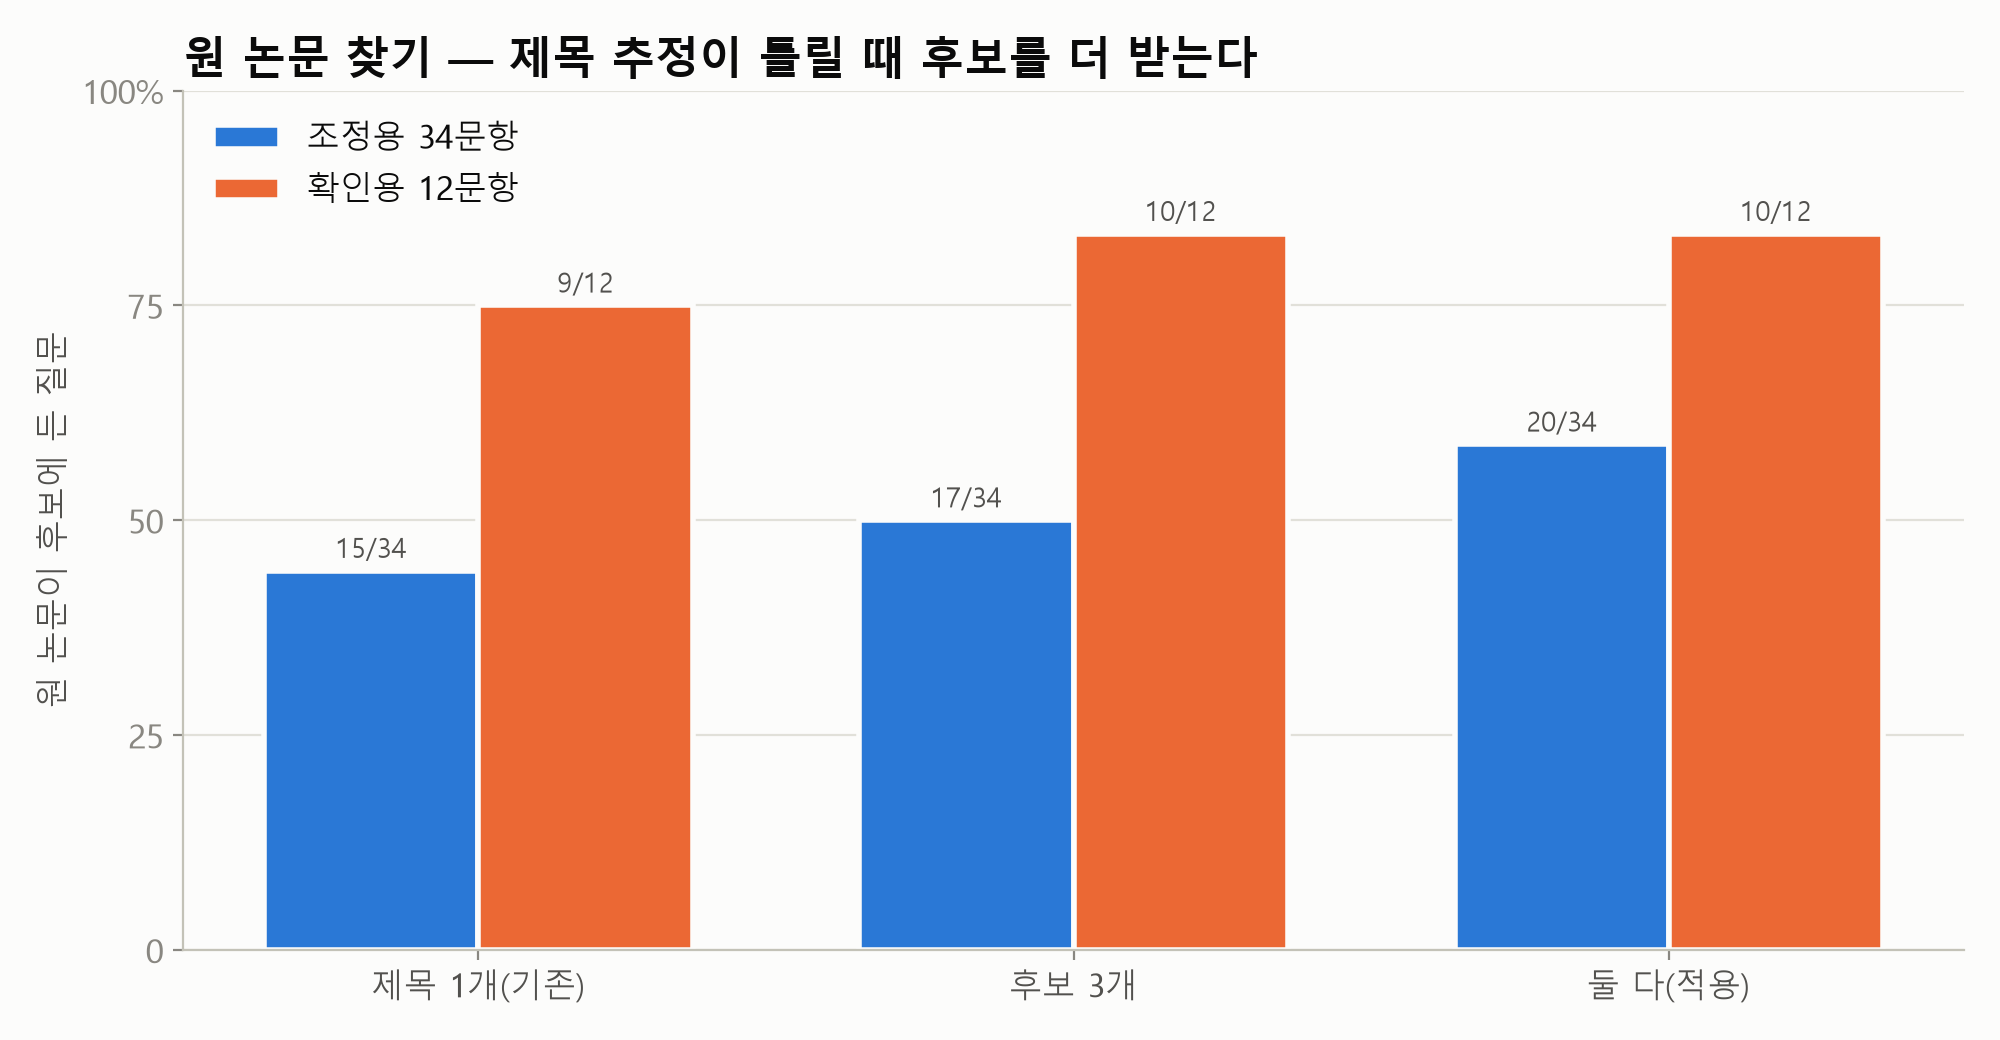 원 논문 찾기 — 제목 추정이 틀릴 때 후보를 더 받는다
조정용 34문항
확인용 12문항
원 논문이 후보에 든 질문
100%
75
50
25
0
15/34
9/12
17/34
10/12
20/34
10/12
제목 1개(기존)
후보 3개
둘 다(적용)